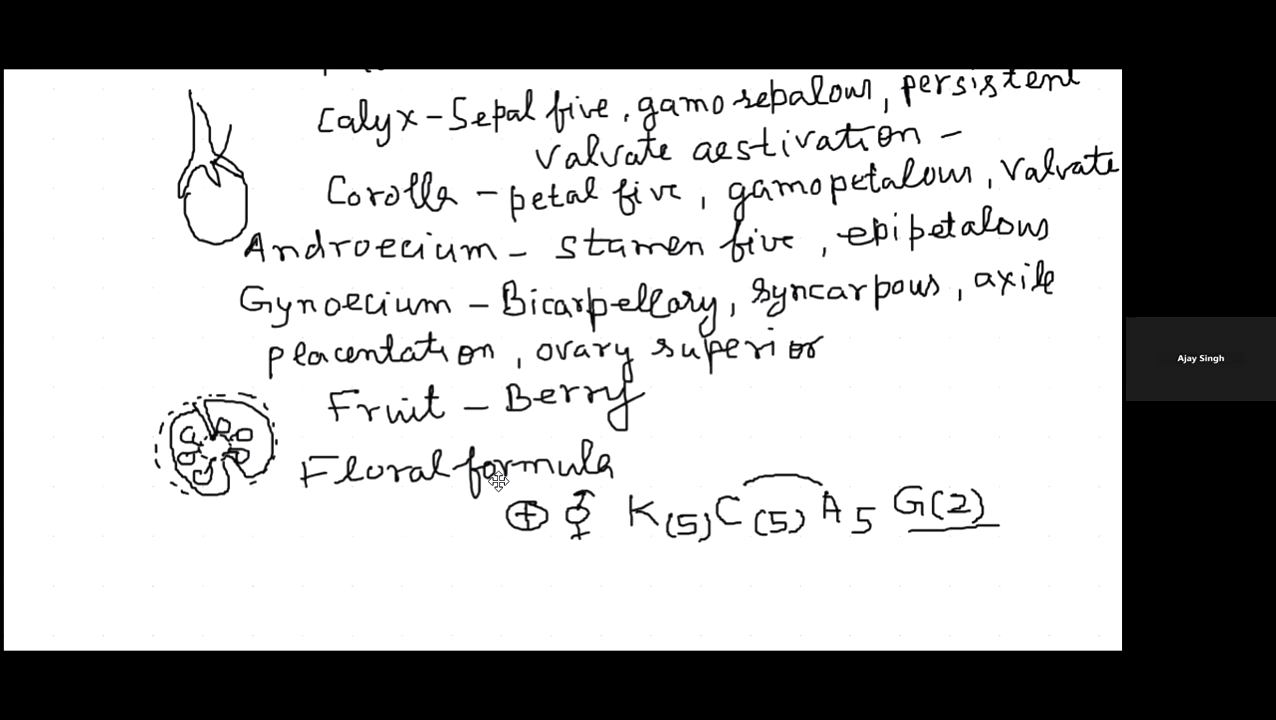 Calyx - Sepal five, gamosepalous, persistent
valvate aestivation -
Corolla - petal five, gamopetalous, valvate
Androecium - stamen five, epipetalous
Gynoecium - Bicarpellary, syncarpous, axile
placentation, ovary superior
Fruit - Berry
Floral formula
⊕ ⚥ K(5) C(5) A5 G(2)
Ajay Singh